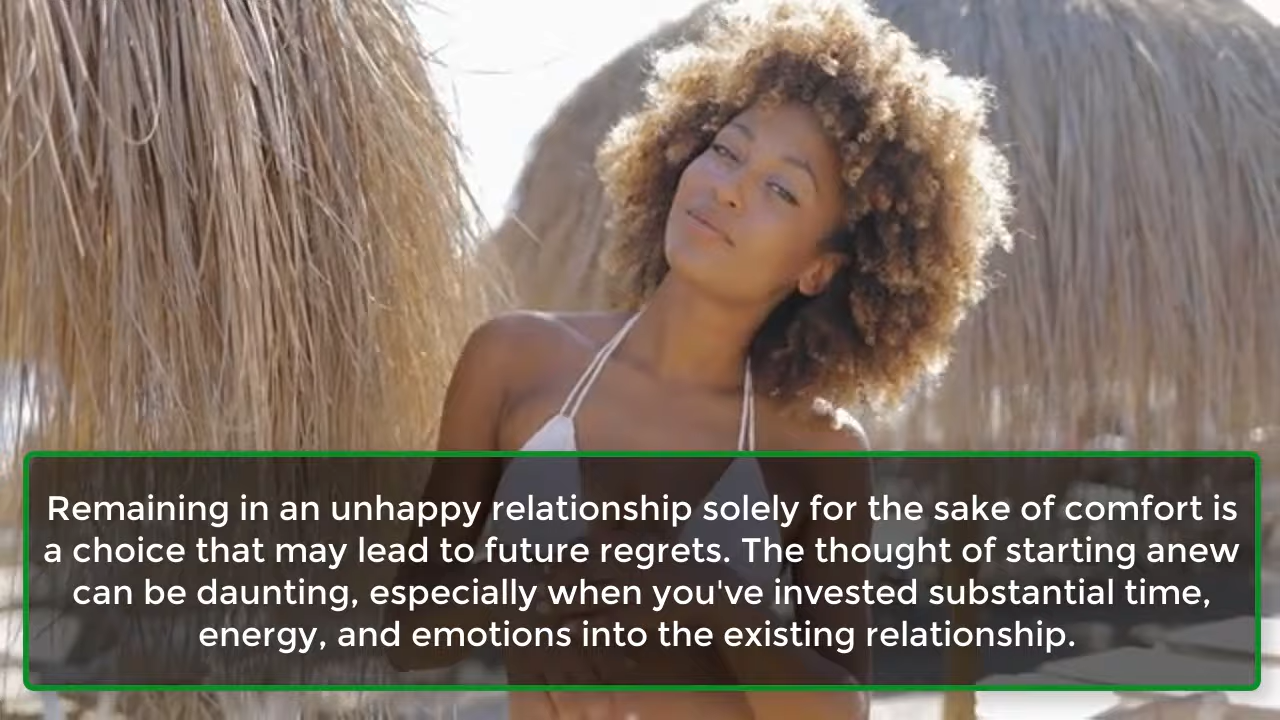 Remaining in an unhappy relationship solely for the sake of comfort is
a choice that may lead to future regrets. The thought of starting anew
can be daunting, especially when you've invested substantial time,
energy, and emotions into the existing relationship.